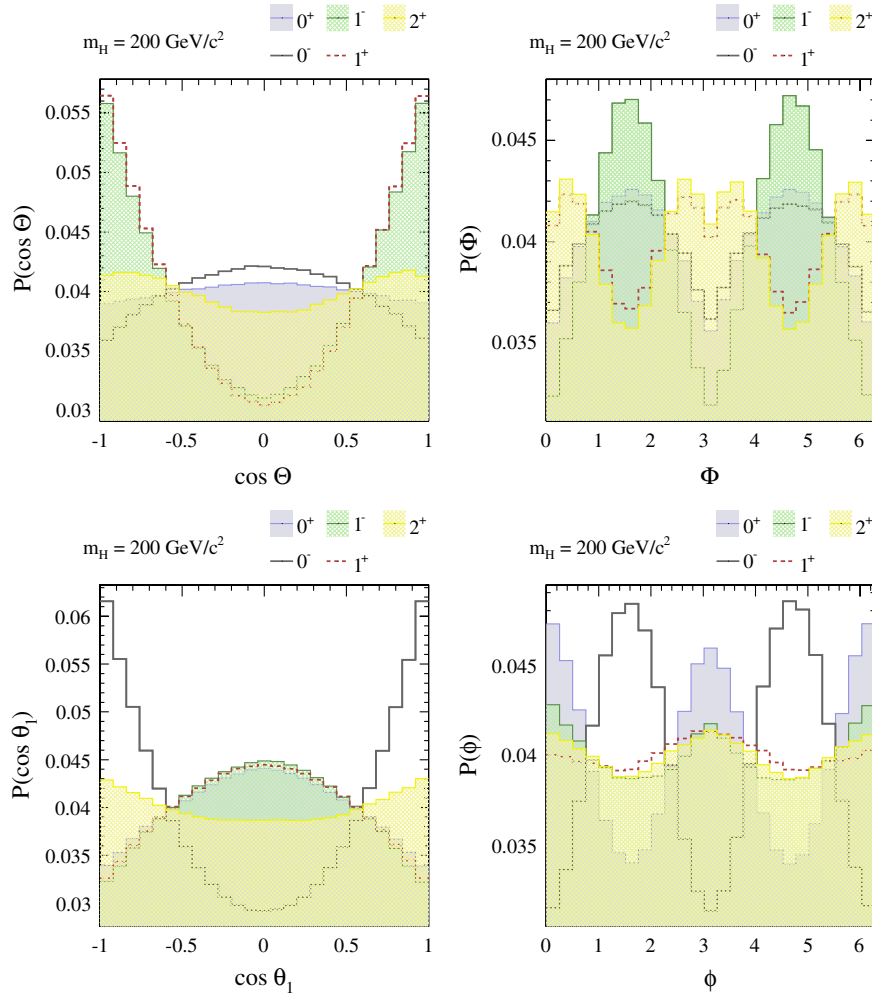 0⁺ 1⁻ 2⁺
m_H = 200 GeV/c²
0⁻ 1⁺
P(cos Θ)
0.055
0.05
0.045
0.04
0.035
0.03
-1 -0.5 0 0.5 1
cos Θ
0⁺ 1⁻ 2⁺
m_H = 200 GeV/c²
0⁻ 1⁺
P(Φ)
0.045
0.04
0.035
0 1 2 3 4 5 6
Φ
0⁺ 1⁻ 2⁺
m_H = 200 GeV/c²
0⁻ 1⁺
P(cos θ₁)
0.06
0.055
0.05
0.045
0.04
0.035
0.03
-1 -0.5 0 0.5 1
cos θ₁
0⁺ 1⁻ 2⁺
m_H = 200 GeV/c²
0⁻ 1⁺
P(ϕ)
0.045
0.04
0.035
0 1 2 3 4 5 6
ϕ